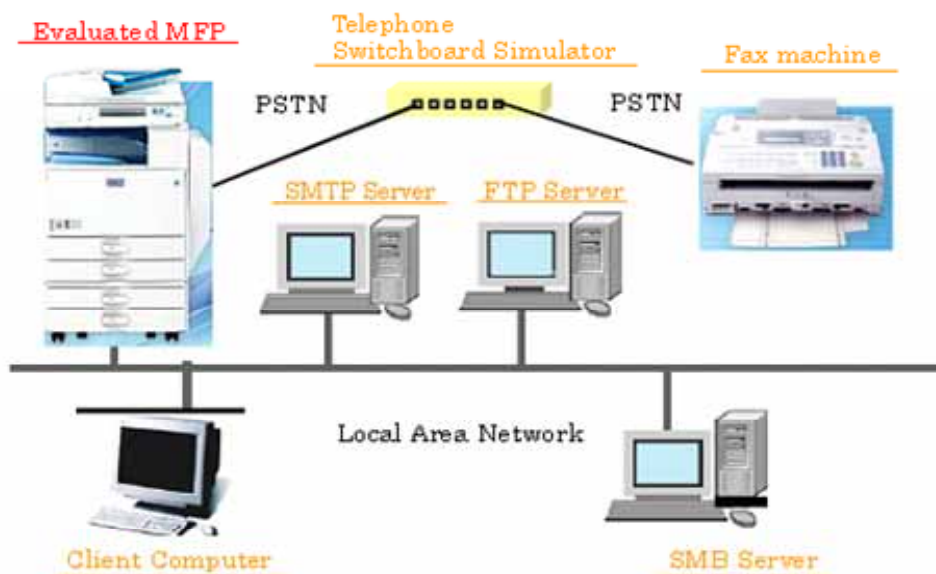 Evaluated MFP
Telephone
Switchboard Simulator
Fax machine
PSTN
PSTN
SMTP Server
FTP Server
Local Area Network
Client Computer
SMB Server